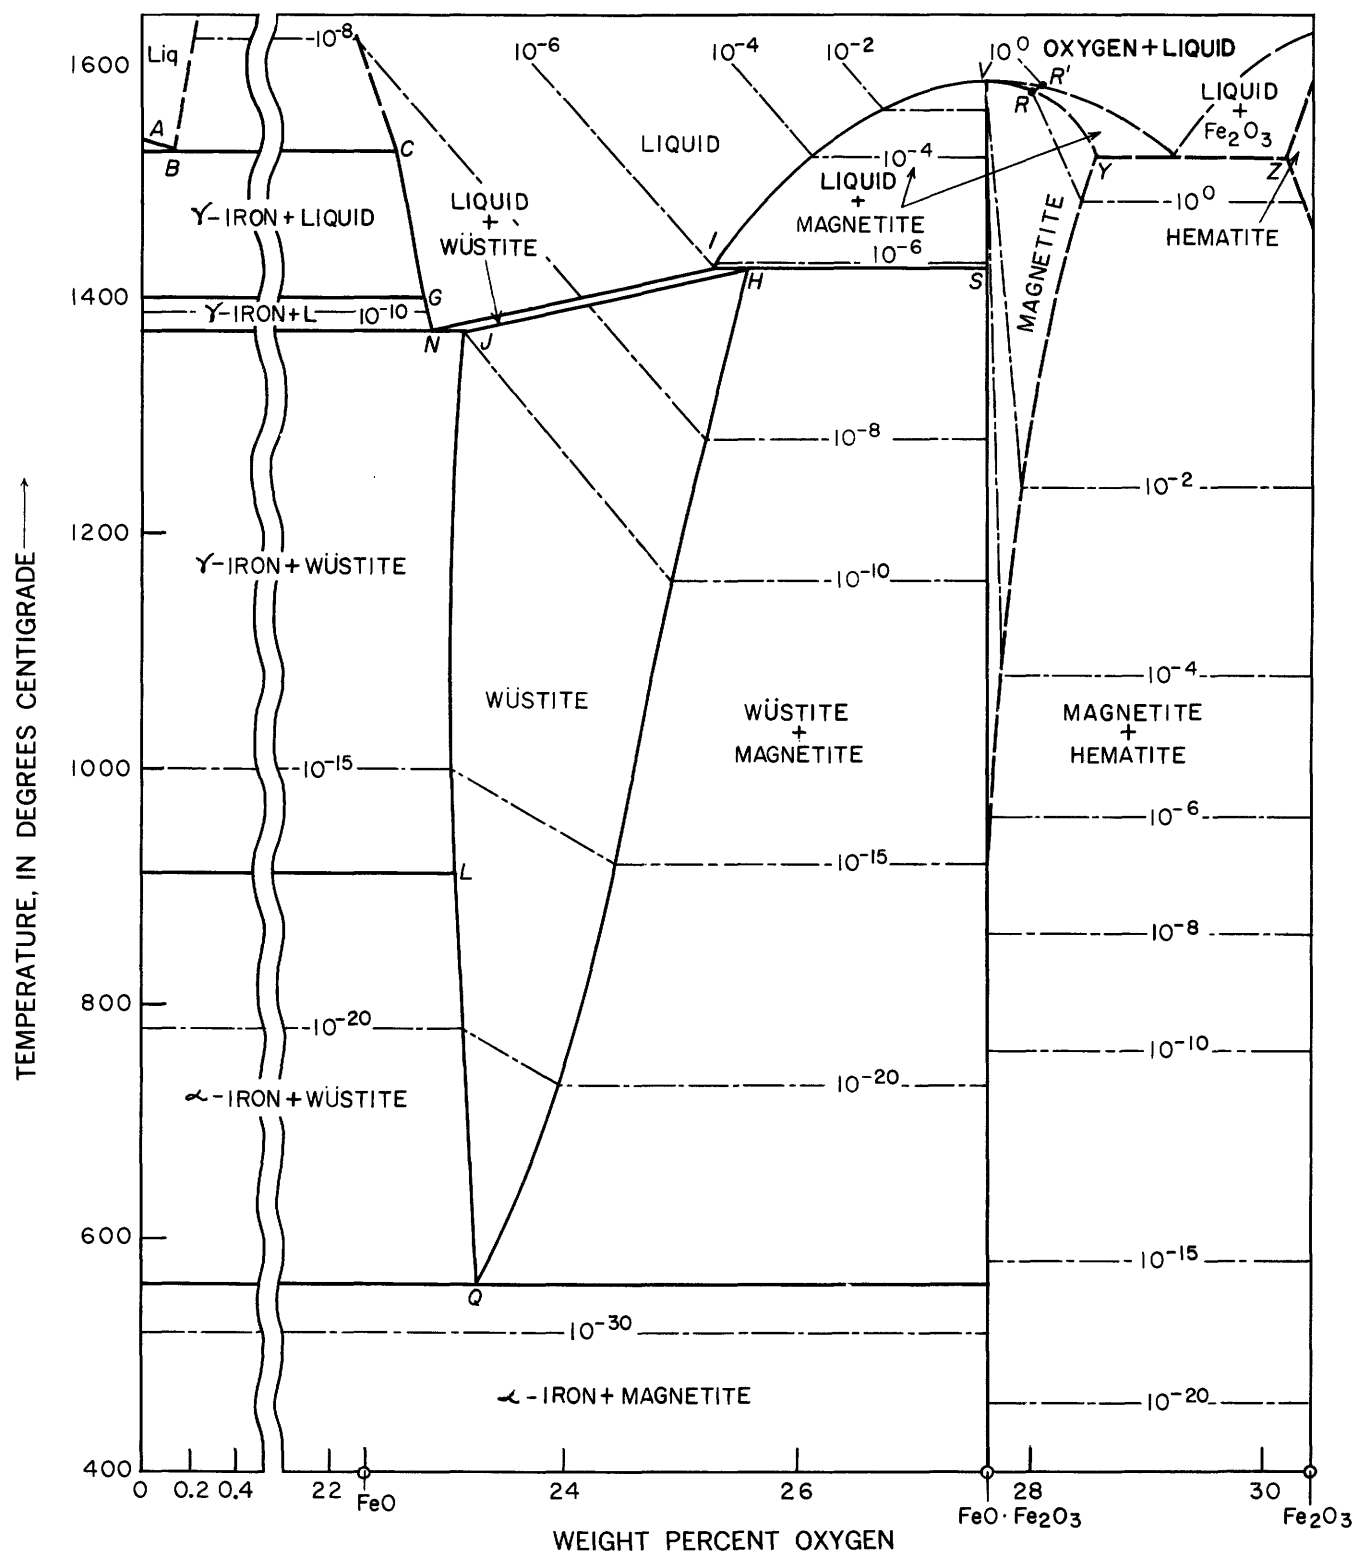 1600
Liq
10⁻⁸
10⁻⁶
10⁻⁴
10⁻²
10⁰
OXYGEN + LIQUID
V
R'
R
LIQUID
+
Fe₂O₃
A
B
C
LIQUID
10⁻⁴
LIQUID
+
MAGNETITE
Y
Z
γ-IRON + LIQUID
LIQUID
+
WÜSTITE
MAGNETITE
10⁰
HEMATITE
I
10⁻⁶
H
S
1400
G
γ-IRON + L
10⁻¹⁰
N
J
10⁻⁸
10⁻²
1200
γ-IRON + WÜSTITE
10⁻¹⁰
10⁻⁴
WÜSTITE
WÜSTITE
+
MAGNETITE
MAGNETITE
+
HEMATITE
1000
10⁻¹⁵
10⁻⁶
L
10⁻¹⁵
10⁻⁸
800
10⁻²⁰
10⁻¹⁰
10⁻²⁰
α-IRON + WÜSTITE
600
10⁻¹⁵
Q
10⁻³⁰
α-IRON + MAGNETITE
10⁻²⁰
400
0 0.2 0.4 22 24 26 28 30
FeO
FeO·Fe₂O₃
Fe₂O₃
WEIGHT PERCENT OXYGEN
TEMPERATURE, IN DEGREES CENTIGRADE